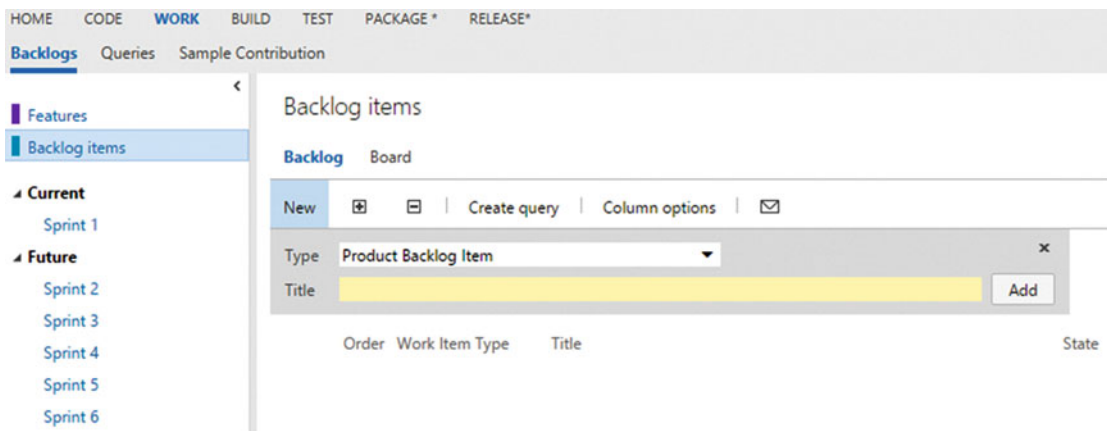 HOME CODE WORK BUILD TEST PACKAGE * RELEASE*
Backlogs Queries Sample Contribution
Features
Backlog items
Current
Sprint 1
Future
Sprint 2
Sprint 3
Sprint 4
Sprint 5
Sprint 6
Backlog items
Backlog Board
New Create query Column options
Type Product Backlog Item
Title Add
Order Work Item Type Title State